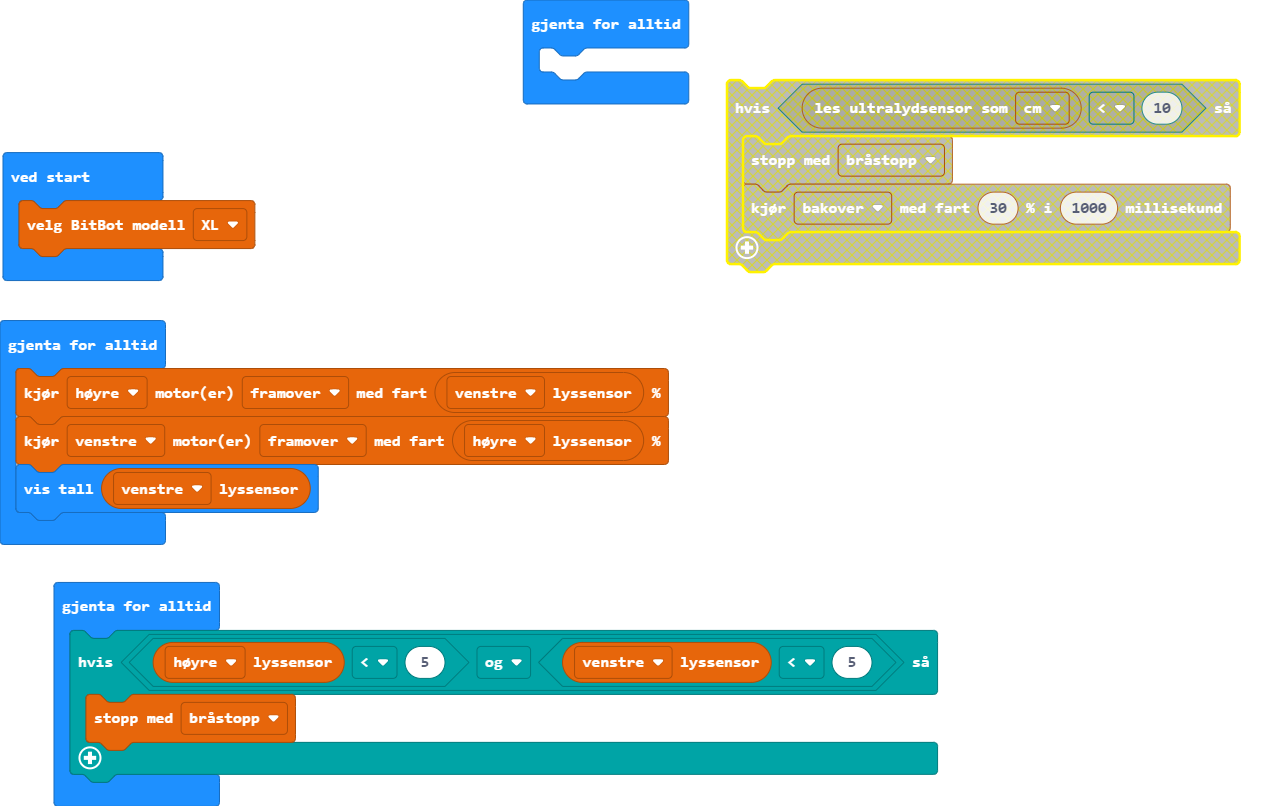 gjenta for alltid
hvis les ultralydsensor som cm < 10 så
stopp med bråstopp
kjør bakover med fart 30 % i 1000 millisekund
ved start
velg BitBot modell XL
gjenta for alltid
kjør høyre motor(er) framover med fart venstre lyssensor %
kjør venstre motor(er) framover med fart høyre lyssensor %
vis tall venstre lyssensor
gjenta for alltid
hvis høyre lyssensor < 5 og venstre lyssensor < 5 så
stopp med bråstopp